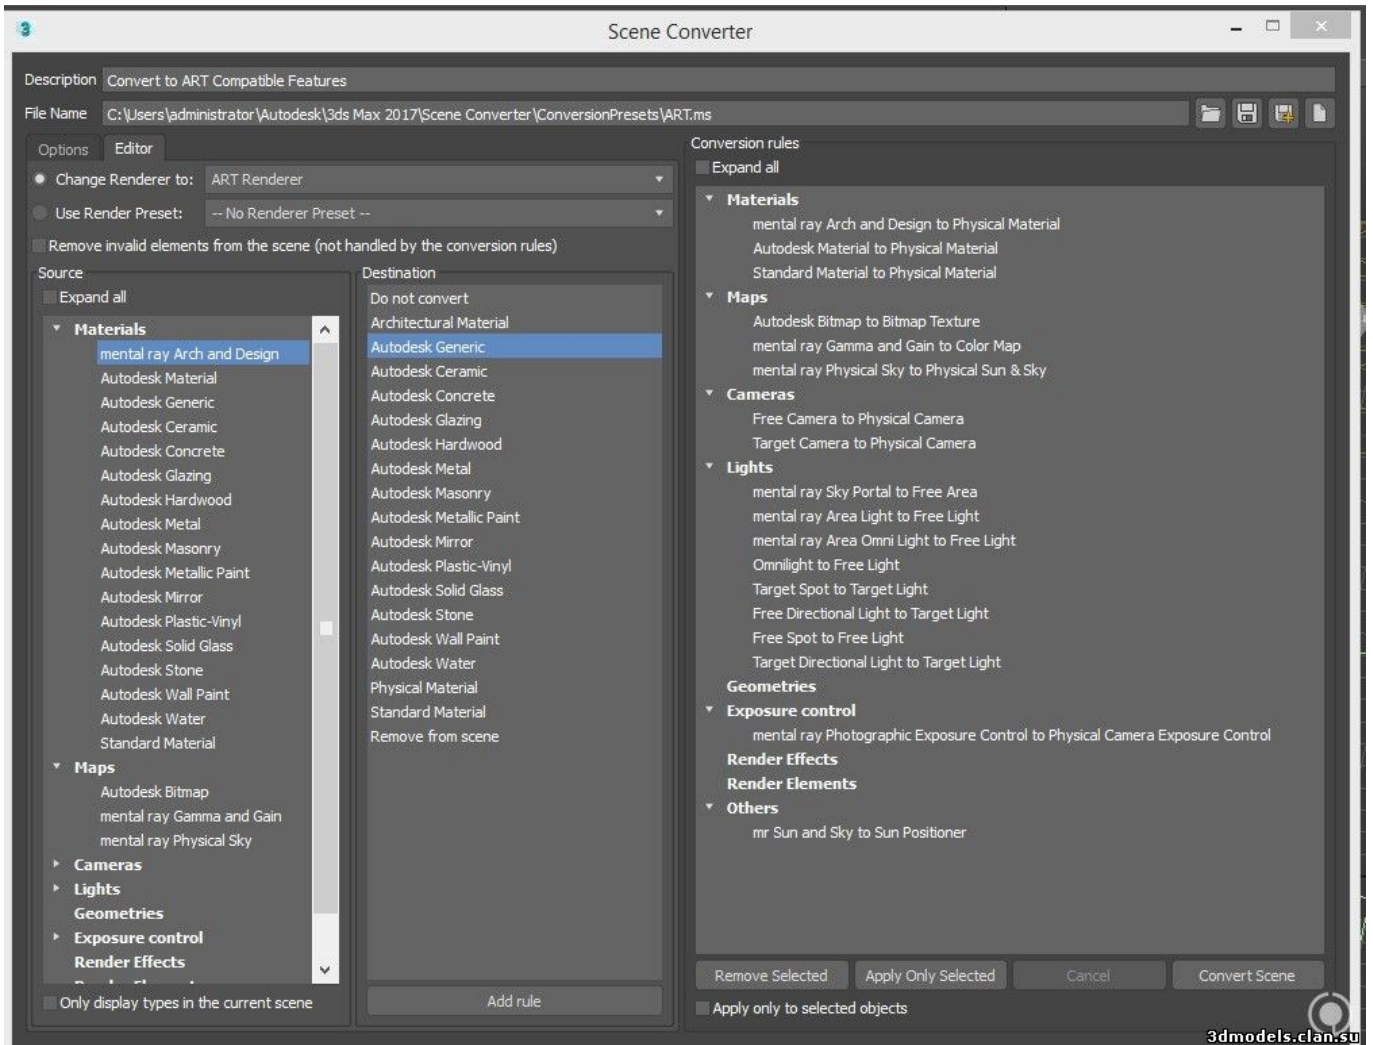 Scene Converter
Description Convert to ART Compatible Features
File Name C:\Users\administrator\Autodesk\3ds Max 2017\Scene Converter\ConversionPresets\ART.ms
Options Editor
Change Renderer to: ART Renderer
Use Render Preset: -- No Renderer Preset --
Remove invalid elements from the scene (not handled by the conversion rules)
Source
Expand all
Materials
mental ray Arch and Design
Autodesk Material
Autodesk Generic
Autodesk Ceramic
Autodesk Concrete
Autodesk Glazing
Autodesk Hardwood
Autodesk Metal
Autodesk Masonry
Autodesk Metallic Paint
Autodesk Mirror
Autodesk Plastic-Vinyl
Autodesk Solid Glass
Autodesk Stone
Autodesk Wall Paint
Autodesk Water
Standard Material
Maps
Autodesk Bitmap
mental ray Gamma and Gain
mental ray Physical Sky
Cameras
Lights
Geometries
Exposure control
Render Effects
Only display types in the current scene
Destination
Do not convert
Architectural Material
Autodesk Generic
Autodesk Ceramic
Autodesk Concrete
Autodesk Glazing
Autodesk Hardwood
Autodesk Metal
Autodesk Masonry
Autodesk Metallic Paint
Autodesk Mirror
Autodesk Plastic-Vinyl
Autodesk Solid Glass
Autodesk Stone
Autodesk Wall Paint
Autodesk Water
Physical Material
Standard Material
Remove from scene
Add rule
Conversion rules
Expand all
Materials
mental ray Arch and Design to Physical Material
Autodesk Material to Physical Material
Standard Material to Physical Material
Maps
Autodesk Bitmap to Bitmap Texture
mental ray Gamma and Gain to Color Map
mental ray Physical Sky to Physical Sun & Sky
Cameras
Free Camera to Physical Camera
Target Camera to Physical Camera
Lights
mental ray Sky Portal to Free Area
mental ray Area Light to Free Light
mental ray Area Omni Light to Free Light
Omnilight to Free Light
Target Spot to Target Light
Free Directional Light to Target Light
Free Spot to Free Light
Target Directional Light to Target Light
Geometries
Exposure control
mental ray Photographic Exposure Control to Physical Camera Exposure Control
Render Effects
Render Elements
Others
mr Sun and Sky to Sun Positioner
Remove Selected Apply Only Selected Cancel Convert Scene
Apply only to selected objects
3dmodels.clan.su